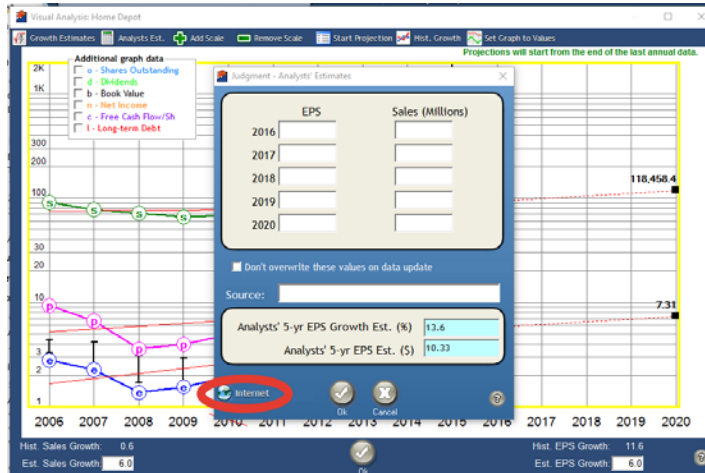 Visual Analysis: Home Depot
Growth Estimates Analysts Est. Add Scale Remove Scale Start Projection Hist. Growth Set Graph to Values
Projections will start from the end of the last annual data.
Additional graph data
o - Shares Outstanding
d - Dividends
b - Book Value
n - Net Income
c - Free Cash Flow/Sh
l - Long-term Debt
2K
1K
300
200
100
30
20
10
3
2
1
s s s s
p p p p
e e e e
118,458.4
7.31
Judgment - Analysts' Estimates
EPS Sales (Millions)
2016
2017
2018
2019
2020
Don't overwrite these values on data update
Source:
Analysts' 5-yr EPS Growth Est. (%) 13.6
Analysts' 5-yr EPS Est. ($) 10.33
Internet
Ok Cancel
2006 2007 2008 2009 2010 2011 2012 2013 2014 2015 2016 2017 2018 2019 2020
Hist. Sales Growth: 0.6 Hist. EPS Growth: 11.6
Est. Sales Growth: 6.0 Est. EPS Growth: 6.0
Ok